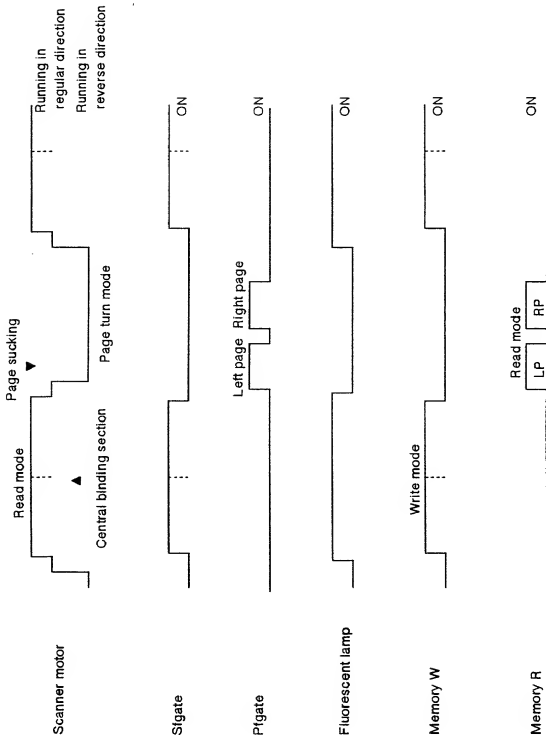 Page sucking
Read mode
Running in
regular direction
Running in
reverse direction
Scanner motor
Central binding section
Page turn mode
Sfgate
ON
Pfgate
Left page
Right page
ON
Fluorescent lamp
ON
Memory W
Write mode
ON
Memory R
Read mode
LP
RP
ON